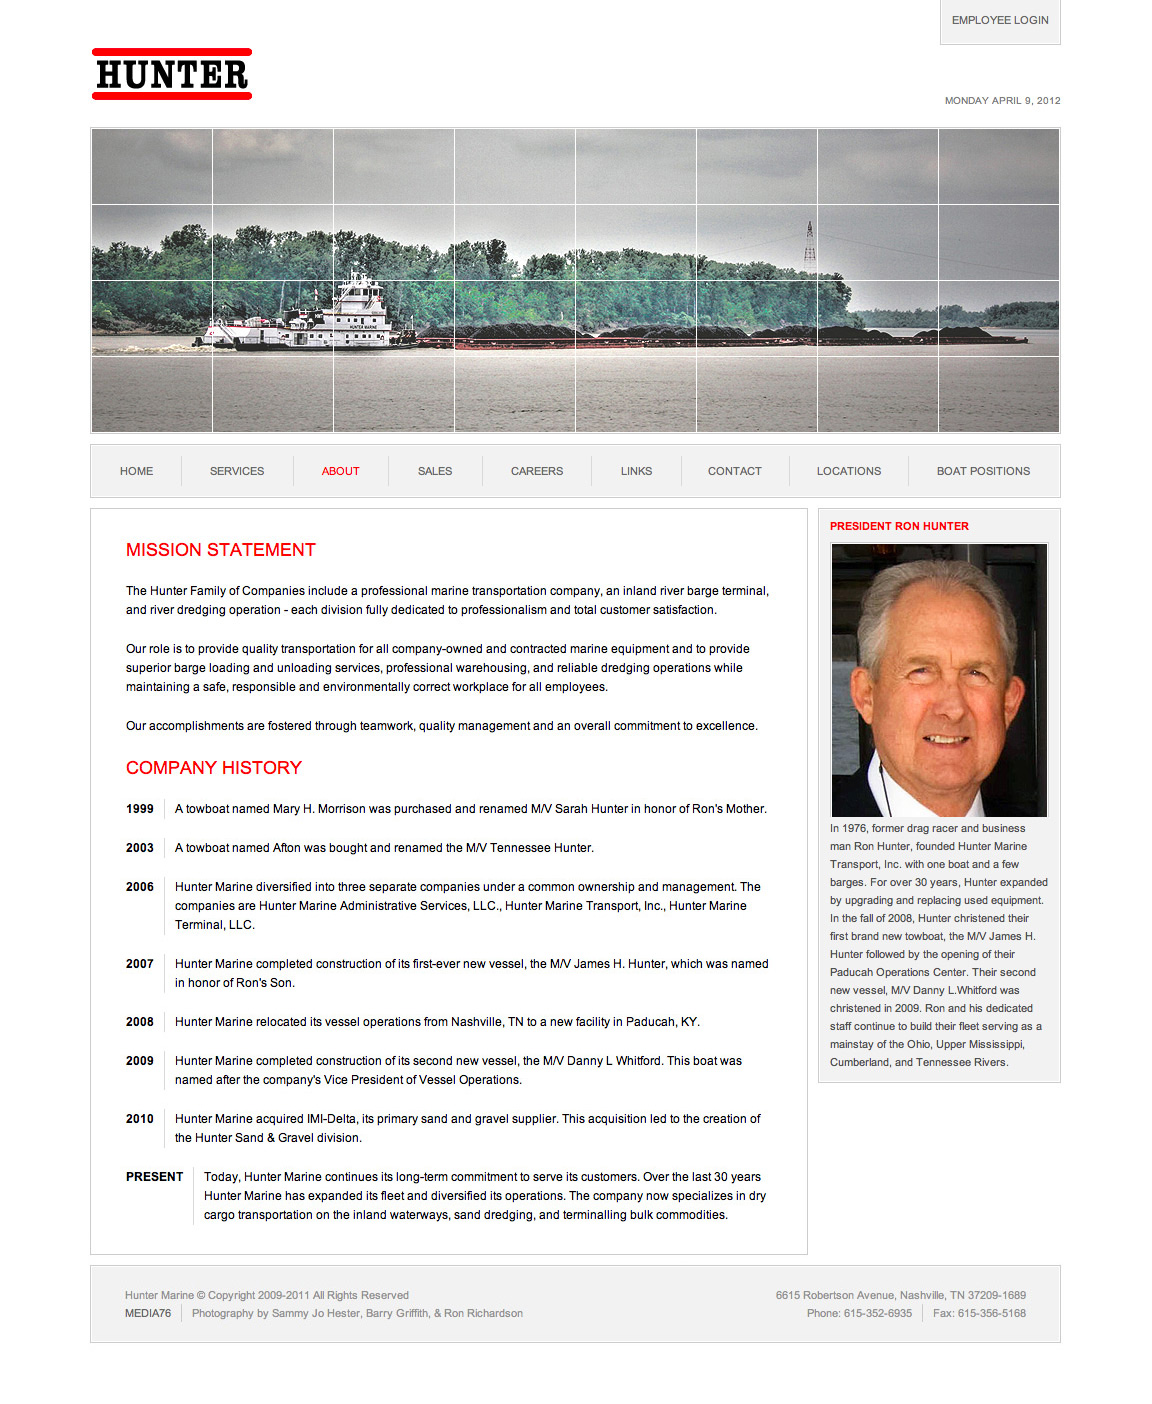 EMPLOYEE LOGIN
HUNTER
MONDAY APRIL 9, 2012
HUNTER MARINE
HOME
SERVICES
ABOUT
SALES
CAREERS
LINKS
CONTACT
LOCATIONS
BOAT POSITIONS
MISSION STATEMENT
The Hunter Family of Companies include a professional marine transportation company, an inland river barge terminal,
and river dredging operation - each division fully dedicated to professionalism and total customer satisfaction.
Our role is to provide quality transportation for all company-owned and contracted marine equipment and to provide
superior barge loading and unloading services, professional warehousing, and reliable dredging operations while
maintaining a safe, responsible and environmentally correct workplace for all employees.
Our accomplishments are fostered through teamwork, quality management and an overall commitment to excellence.
COMPANY HISTORY
1999 A towboat named Mary H. Morrison was purchased and renamed M/V Sarah Hunter in honor of Ron's Mother.
2003 A towboat named Afton was bought and renamed the M/V Tennessee Hunter.
2006 Hunter Marine diversified into three separate companies under a common ownership and management. The
companies are Hunter Marine Administrative Services, LLC., Hunter Marine Transport, Inc., Hunter Marine
Terminal, LLC.
2007 Hunter Marine completed construction of its first-ever new vessel, the M/V James H. Hunter, which was named
in honor of Ron's Son.
2008 Hunter Marine relocated its vessel operations from Nashville, TN to a new facility in Paducah, KY.
2009 Hunter Marine completed construction of its second new vessel, the M/V Danny L Whitford. This boat was
named after the company's Vice President of Vessel Operations.
2010 Hunter Marine acquired IMI-Delta, its primary sand and gravel supplier. This acquisition led to the creation of
the Hunter Sand & Gravel division.
PRESENT Today, Hunter Marine continues its long-term commitment to serve its customers. Over the last 30 years
Hunter Marine has expanded its fleet and diversified its operations. The company now specializes in dry
cargo transportation on the inland waterways, sand dredging, and terminalling bulk commodities.
PRESIDENT RON HUNTER
In 1976, former drag racer and business
man Ron Hunter, founded Hunter Marine
Transport, Inc. with one boat and a few
barges. For over 30 years, Hunter expanded
by upgrading and replacing used equipment.
In the fall of 2008, Hunter christened their
first brand new towboat, the M/V James H.
Hunter followed by the opening of their
Paducah Operations Center. Their second
new vessel, M/V Danny L.Whitford was
christened in 2009. Ron and his dedicated
staff continue to build their fleet serving as a
mainstay of the Ohio, Upper Mississippi,
Cumberland, and Tennessee Rivers.
Hunter Marine © Copyright 2009-2011 All Rights Reserved
MEDIA76 Photography by Sammy Jo Hester, Barry Griffith, & Ron Richardson
6615 Robertson Avenue, Nashville, TN 37209-1689
Phone: 615-352-6935 Fax: 615-356-5168